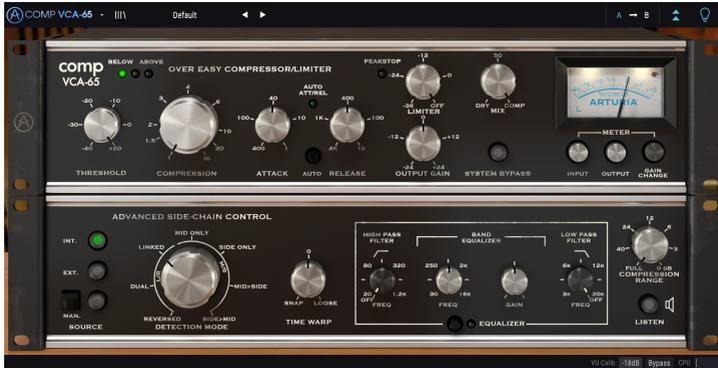 COMP VCA-65
Default
A → B
comp
VCA-65
BELOW ABOVE
OVER EASY COMPRESSOR/LIMITER
PEAKSTOP
-12
-24
0
-36 OFF
LIMITER
50
DRY COMP
MIX
ARTURIA
L
-20 -10
-30 0
-40 +20
THRESHOLD
4
3 6
2 10
1.5 20
1 ∞
COMPRESSION
40
100 10
400 1
ATTACK
AUTO
ATT/REL
AUTO
400
1K 100
4K 10
RELEASE
0
-12 +12
-24 +24
OUTPUT GAIN
SYSTEM BYPASS
METER
INPUT
OUTPUT
GAIN
CHANGE
ADVANCED SIDE-CHAIN CONTROL
INT.
EXT.
MAN.
SOURCE
MID ONLY
LINKED
SIDE ONLY
L/R
M/S
DUAL
MID>SIDE
REVERSED
SIDE>MID
DETECTION MODE
0
SNAP LOOSE
TIME WARP
HIGH PASS
FILTER
80 320
20 1.2K
OFF
FREQ
BAND
EQUALIZER
250 2K
30 16K
FREQ
GAIN
LOW PASS
FILTER
6K 12K
3K 20K
OFF
FREQ
EQUALIZER
12
24 6
40 3
FULL 0 dB
COMPRESSION
RANGE
LISTEN
VU Calib. -18dB Bypass CPU